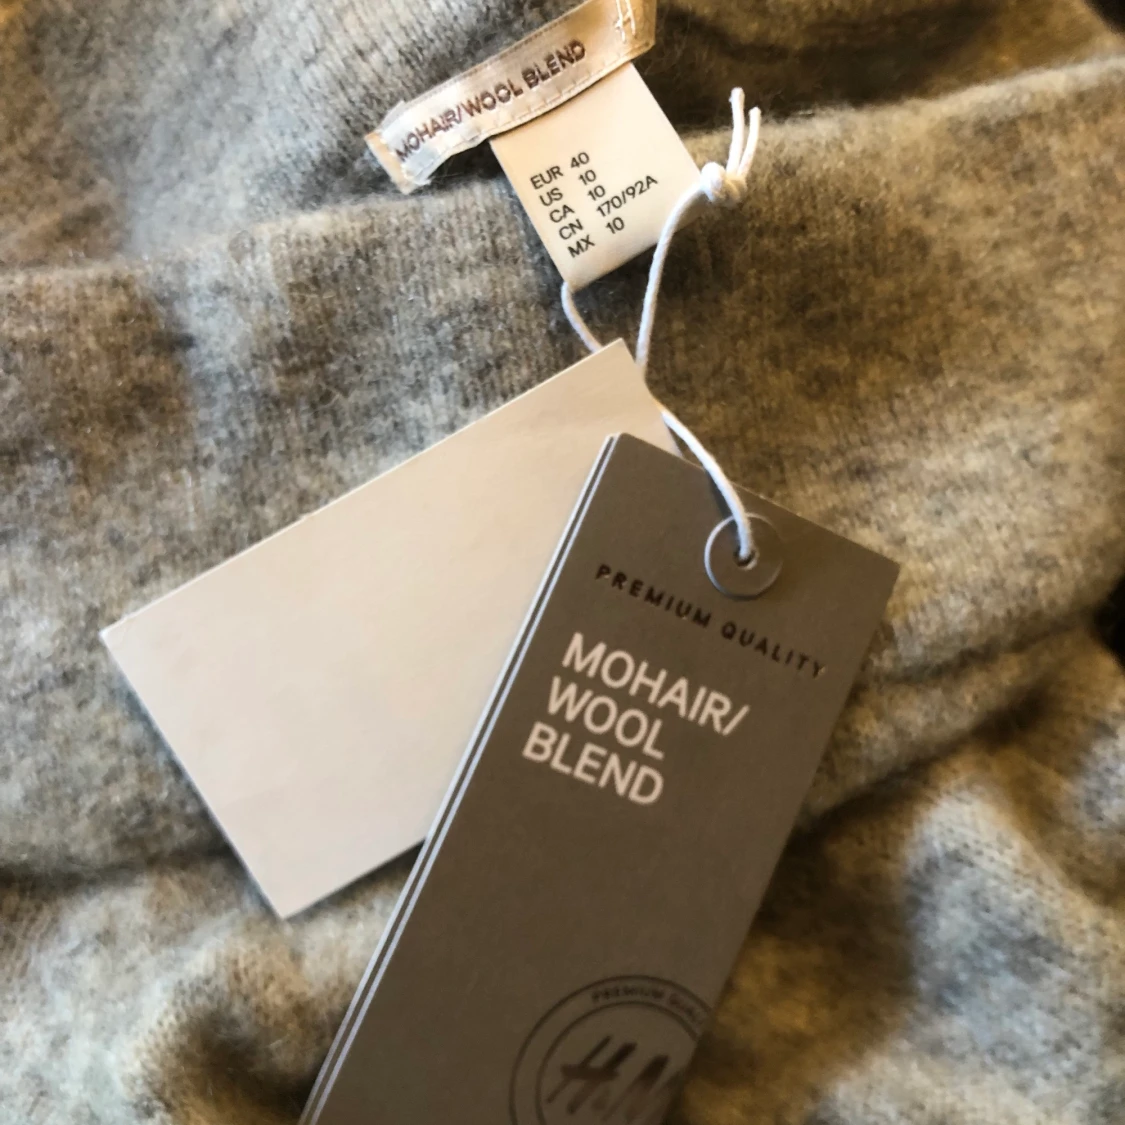 MOHAIR/WOOL BLEND
EUR 40
US 10
CA 10
CN 170/92A
MX 10
PREMIUM QUALITY
MOHAIR/
WOOL
BLEND
PREMIUM
H&M